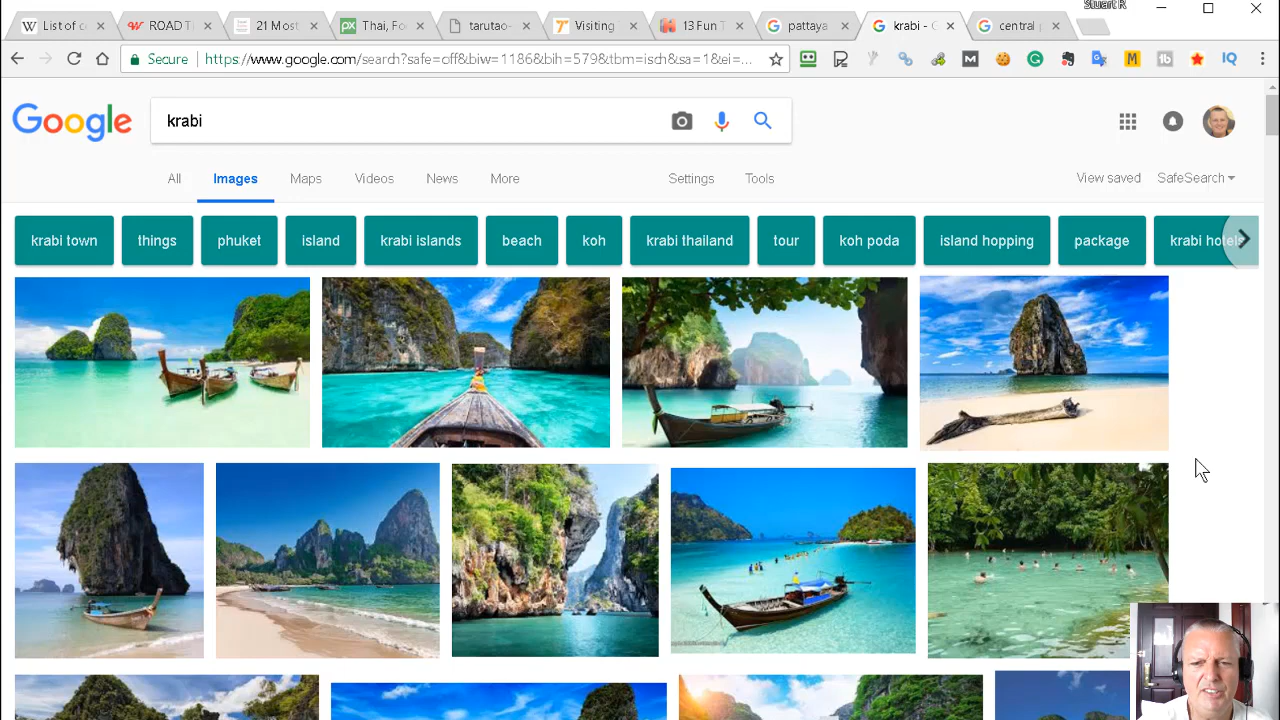 Stuart R
List of c
ROAD T
21 Most
Thai, Fo
tarutac
Visiting
13 Fun T
pattaya
krabi - G
central
Secure
https://www.google.com/search?safe=off&biw=1186&bih=579&tbm=isch&sa=1&ei=...
Google
krabi
All
Images
Maps
Videos
News
More
Settings
Tools
View saved
SafeSearch
krabi town
things
phuket
island
krabi islands
beach
koh
krabi thailand
tour
koh poda
island hopping
package
krabi hotels